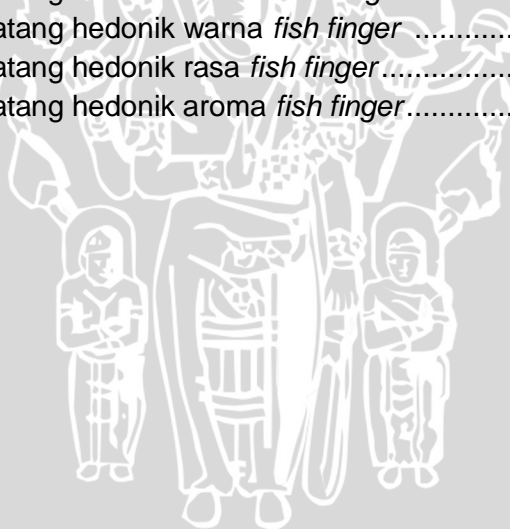 atang hedonik warna fish finger ............
atang hedonik rasa fish finger..................
atang hedonik aroma fish finger..............